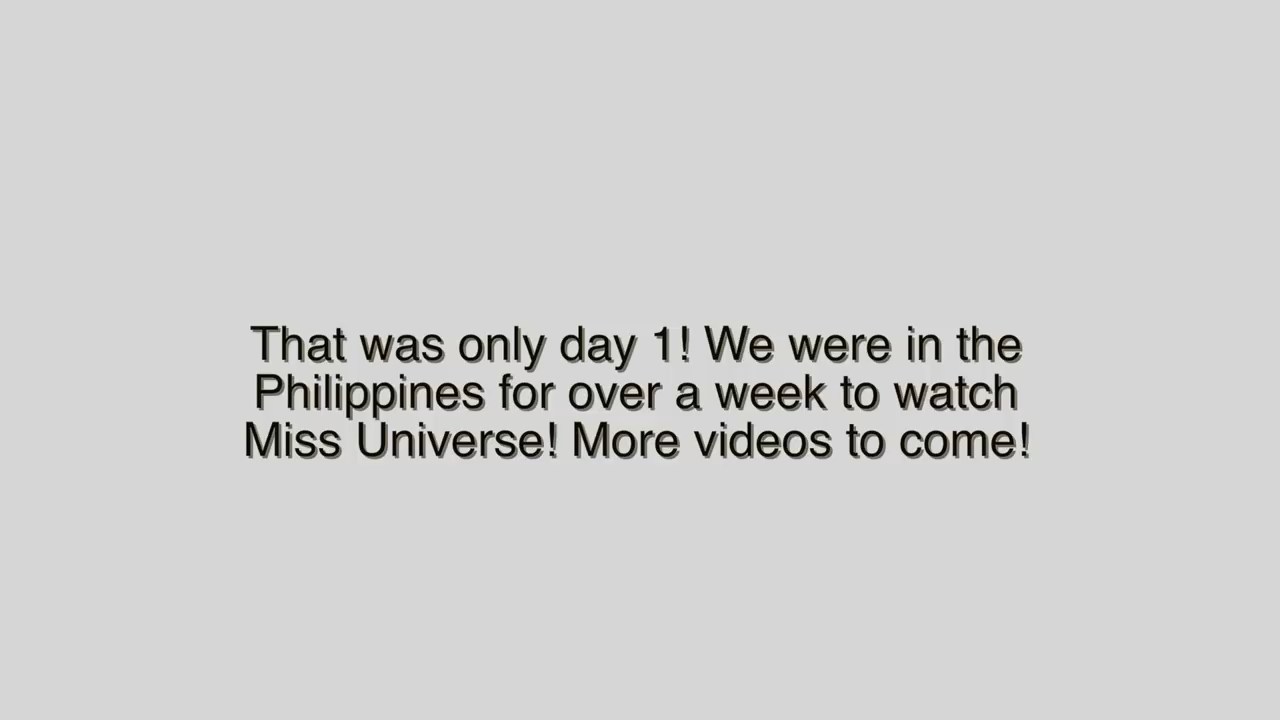 That was only day 1! We were in the
Philippines for over a week to watch
Miss Universe! More videos to come!